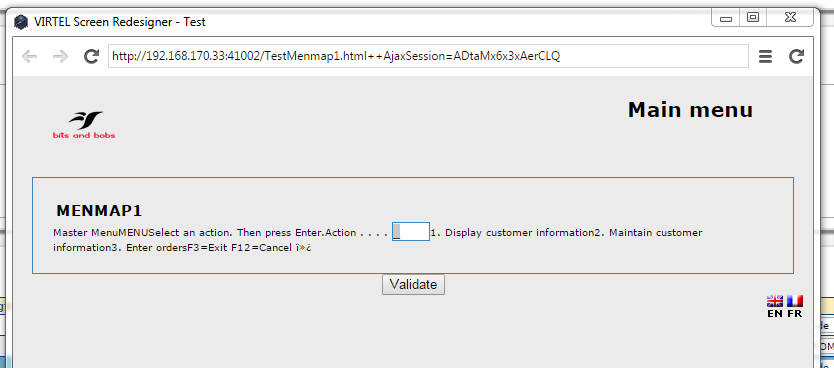 VIRTEL Screen Redesigner - Test
http://192.168.170.33:41002/TestMenmap1.html++AjaxSession=ADtaMx6x3xAerCLQ
Main menu
bits and bobs
MENMAP1
Master MenuMENUSelect an action. Then press Enter.Action . . . . _ 1. Display customer information2. Maintain customer
information3. Enter ordersF3=Exit F12=Cancel ï»¿
Validate
EN FR